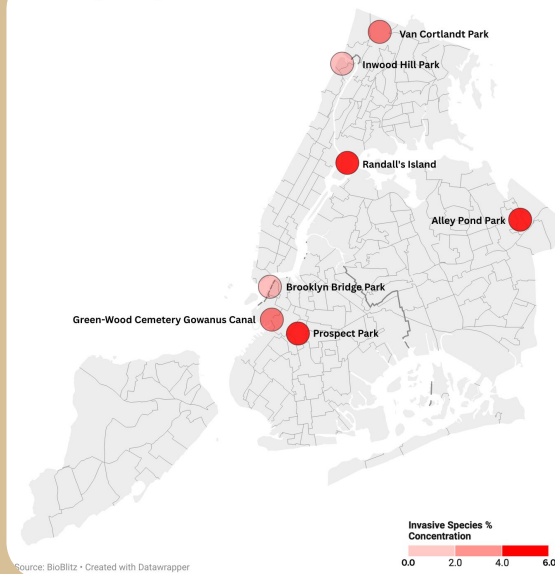 Van Cortlandt Park
Inwood Hill Park
Randall's Island
Alley Pond Park
Brooklyn Bridge Park
Green-Wood Cemetery Gowanus Canal
Prospect Park
Invasive Species %
Concentration
0.0 2.0 4.0 6.0
Source: BioBlitz • Created with Datawrapper